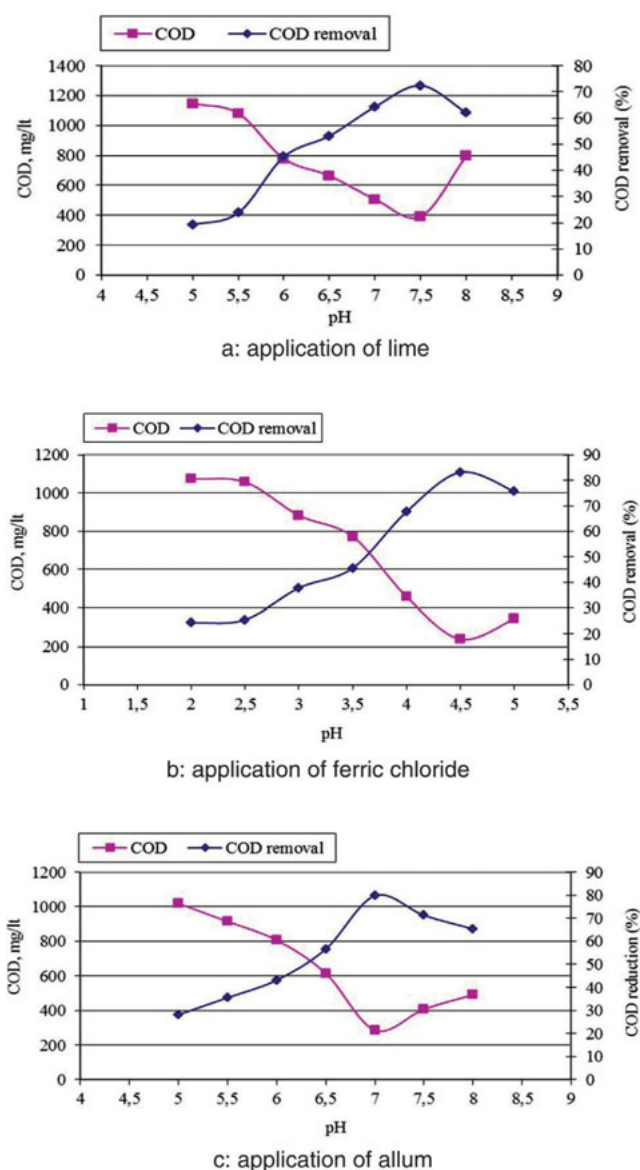 COD COD removal
1400 80
1200 70
1000 60
800 50
600 40
400 30
200 20
0 10
0
COD, mg/lt
COD removal (%)
4 4,5 5 5,5 6 6,5 7 7,5 8 8,5 9
pH
a: application of lime
COD COD removal
1200 90
1000 80
800 70
600 60
400 50
200 40
0 30
20
10
0
COD, mg/lt
COD removal (%)
1 1,5 2 2,5 3 3,5 4 4,5 5 5,5
pH
b: application of ferric chloride
COD COD removal
1200 90
1000 80
800 70
600 60
400 50
200 40
0 30
20
10
0
COD, mg/lt
COD reduction (%)
4 4,5 5 5,5 6 6,5 7 7,5 8 8,5 9
pH
c: application of allum